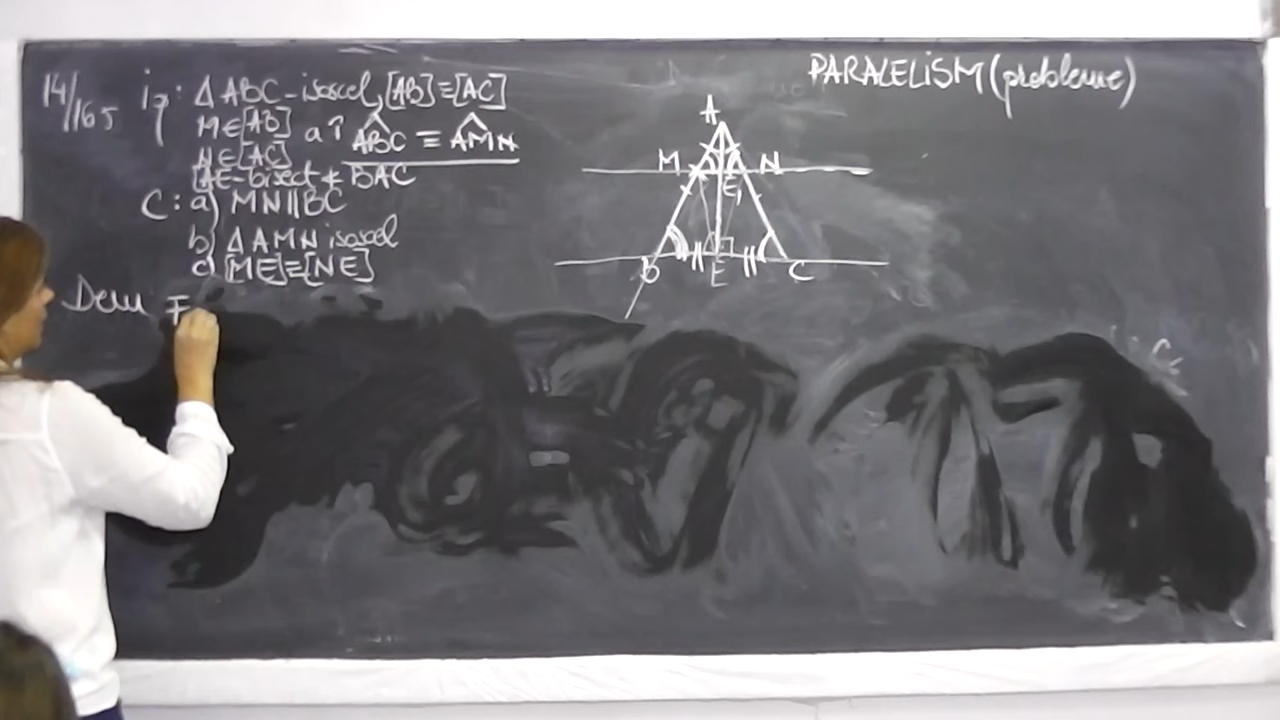 PARALELISM (probleme)
14/165 ip: Δ ABC - isoscel, [AB] ≡ [AC]
M∈[AB] a î ABC ≡ AMN
N∈[AC]
[AE - bisect ∢ BAC
C: a) MN || BC
b) Δ AMN isoscel
c) [ME] ≡ [NE]
Dem
A
M N
E₁
B E C